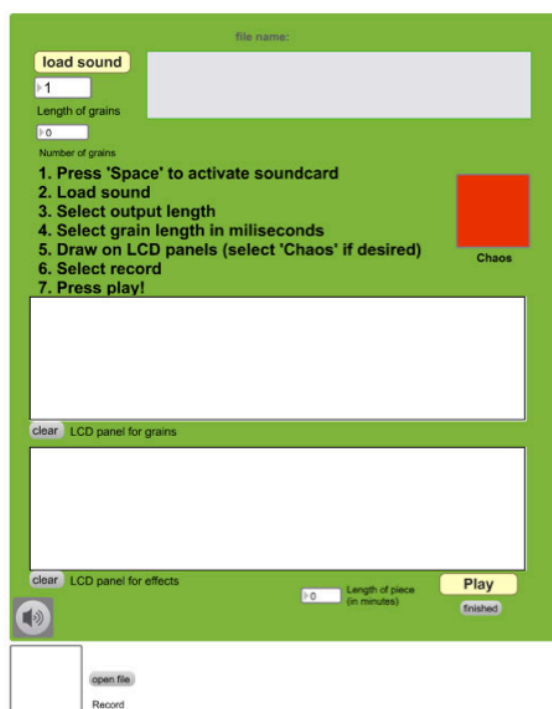 file name:
load sound
1
Length of grains
0
Number of grains
1. Press 'Space' to activate soundcard
2. Load sound
3. Select output length
4. Select grain length in miliseconds
5. Draw on LCD panels (select 'Chaos' if desired)
6. Select record
7. Press play!
Chaos
clear LCD panel for grains
clear LCD panel for effects
0
Length of piece
(in minutes)
Play
finished
open file
Record